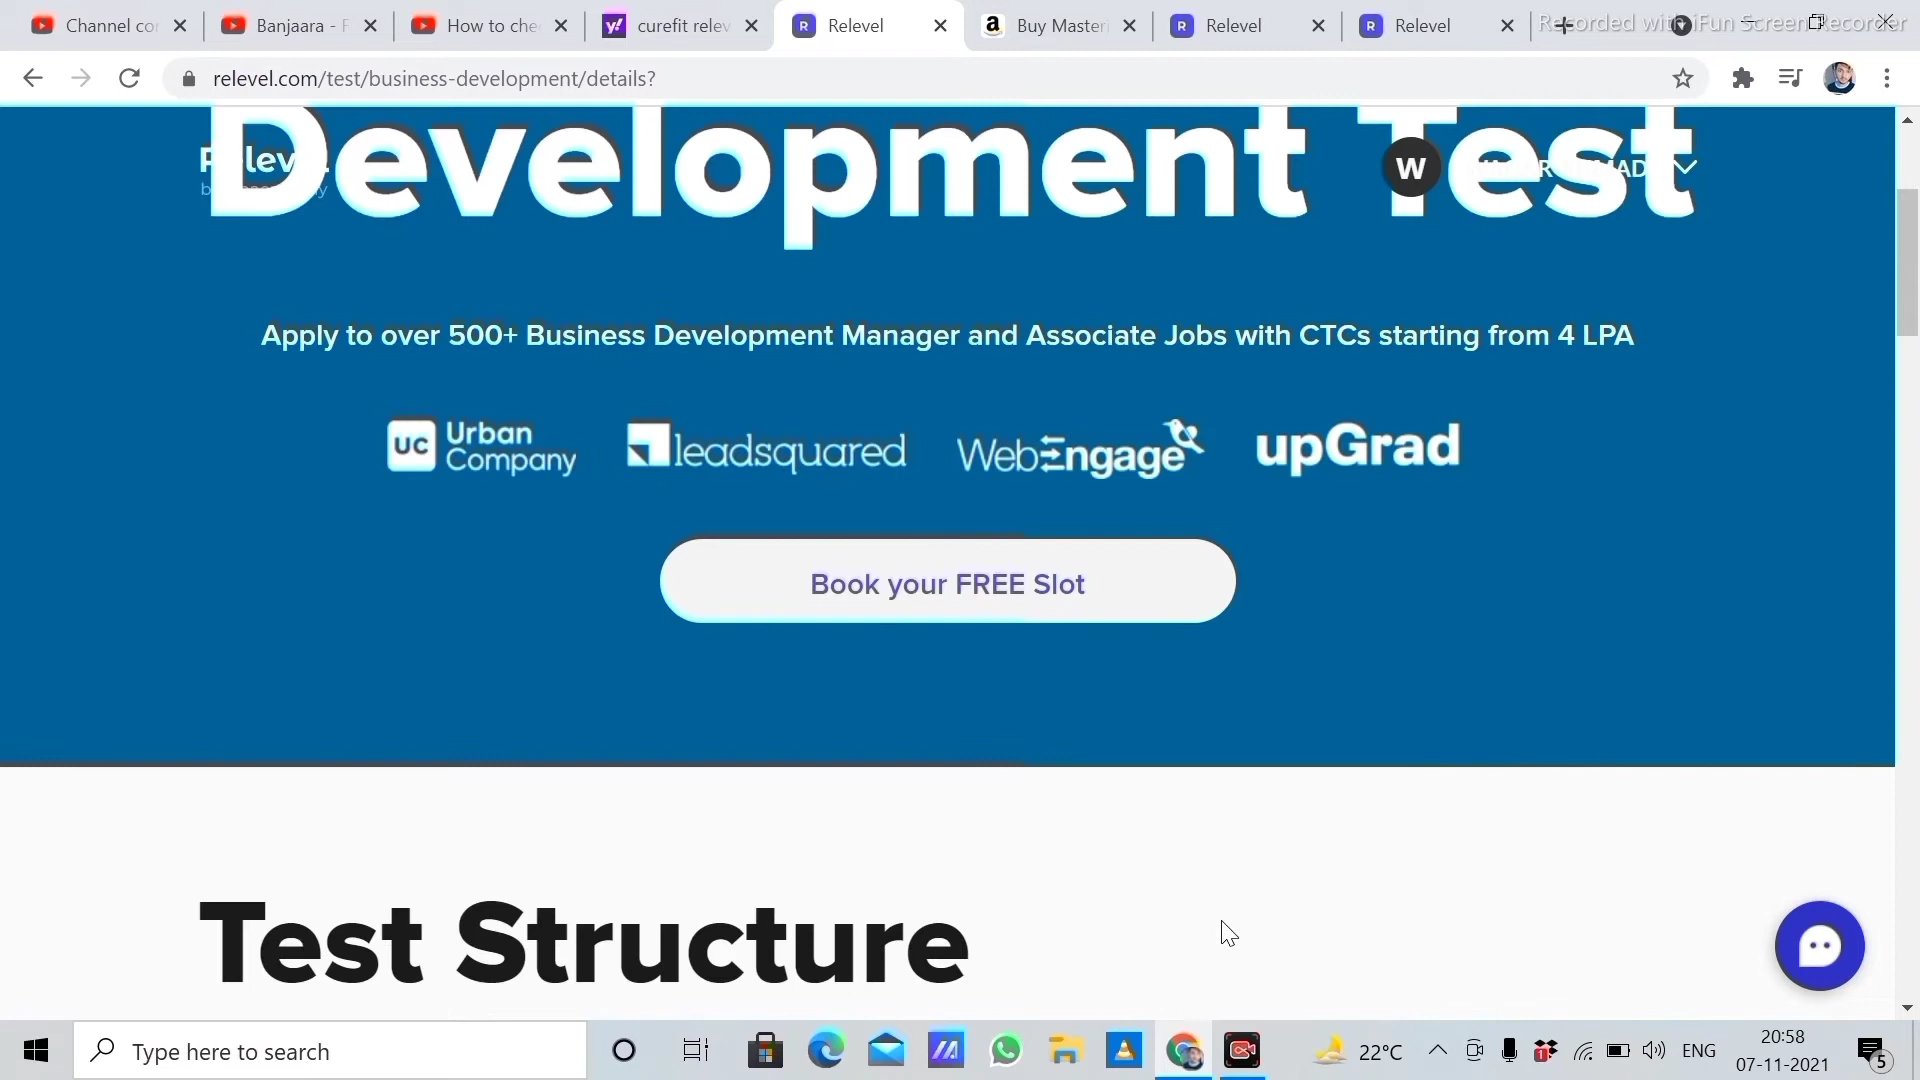 Channel co
Banjaara - F
How to che
curefit relev
Relevel
Buy Master
Relevel
Relevel
Recorded with iFun Screen Recorder
relevel.com/test/business-development/details?
Development Test
Relevel
W
Apply to over 500+ Business Development Manager and Associate Jobs with CTCs starting from 4 LPA
UC Urban Company
leadsquared
WebEngage
upGrad
Book your FREE Slot
Test Structure
Type here to search
22°C
ENG
20:58
07-11-2021
5